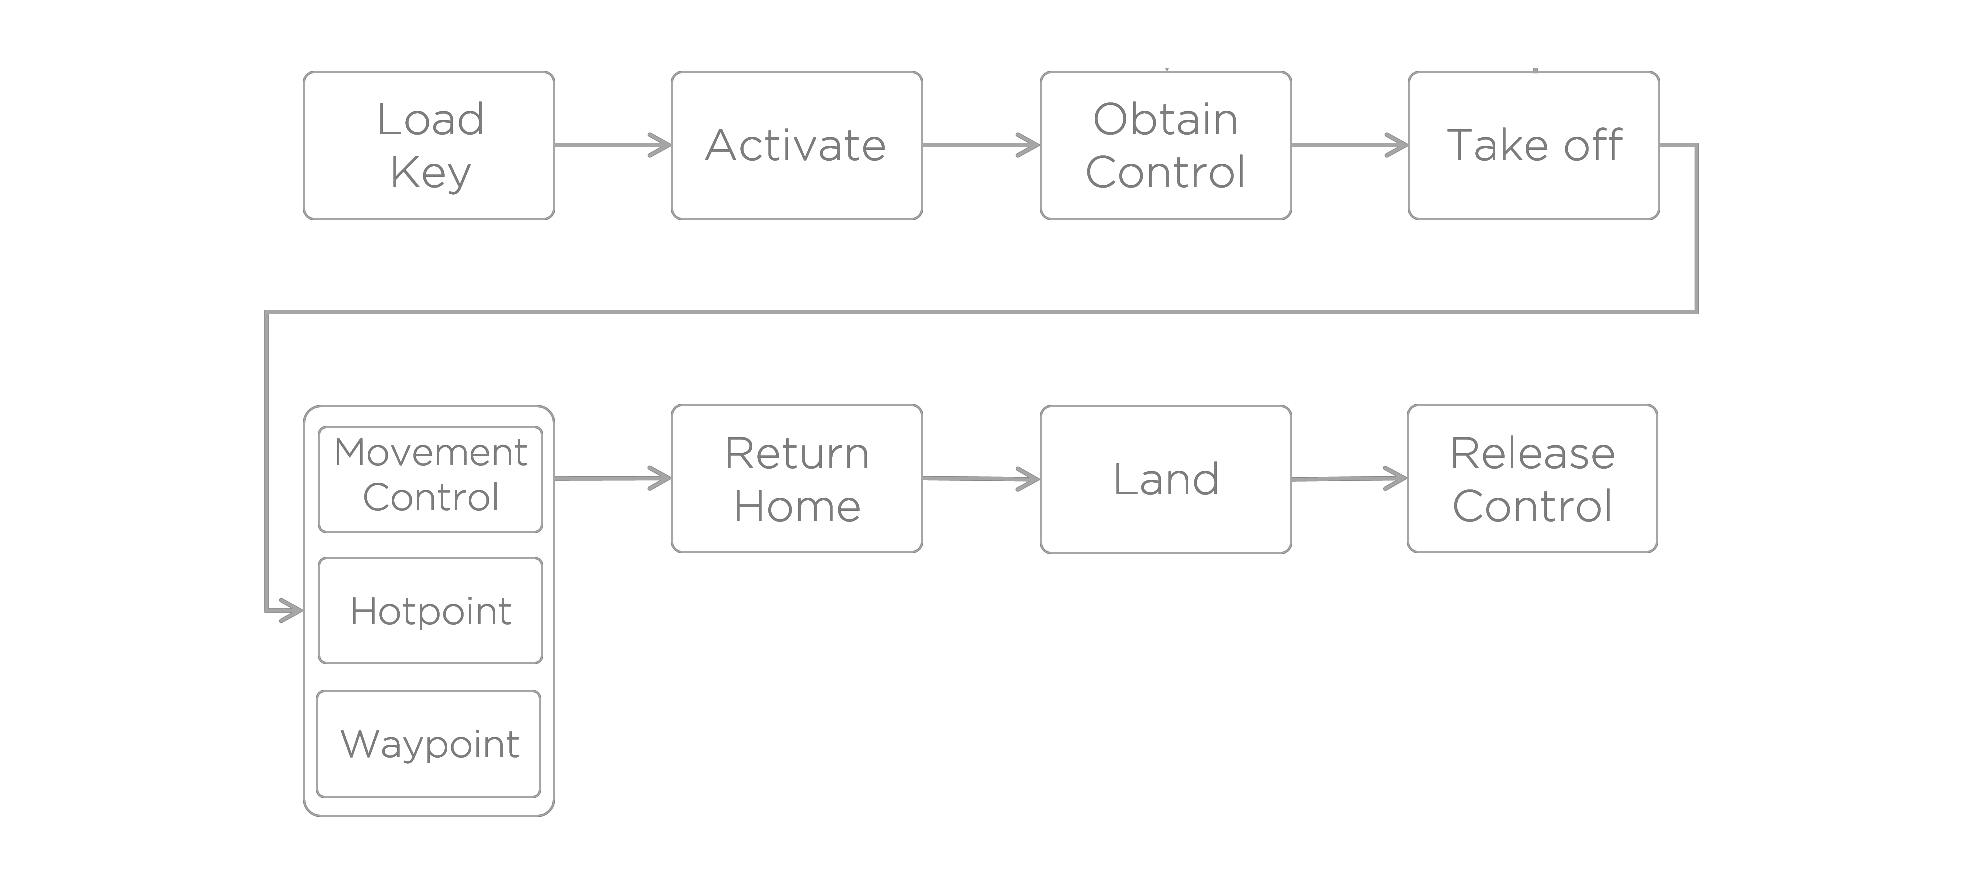 Load
Key
Activate
Obtain
Control
Take off
Movement
Control
Hotpoint
Waypoint
Return
Home
Land
Release
Control